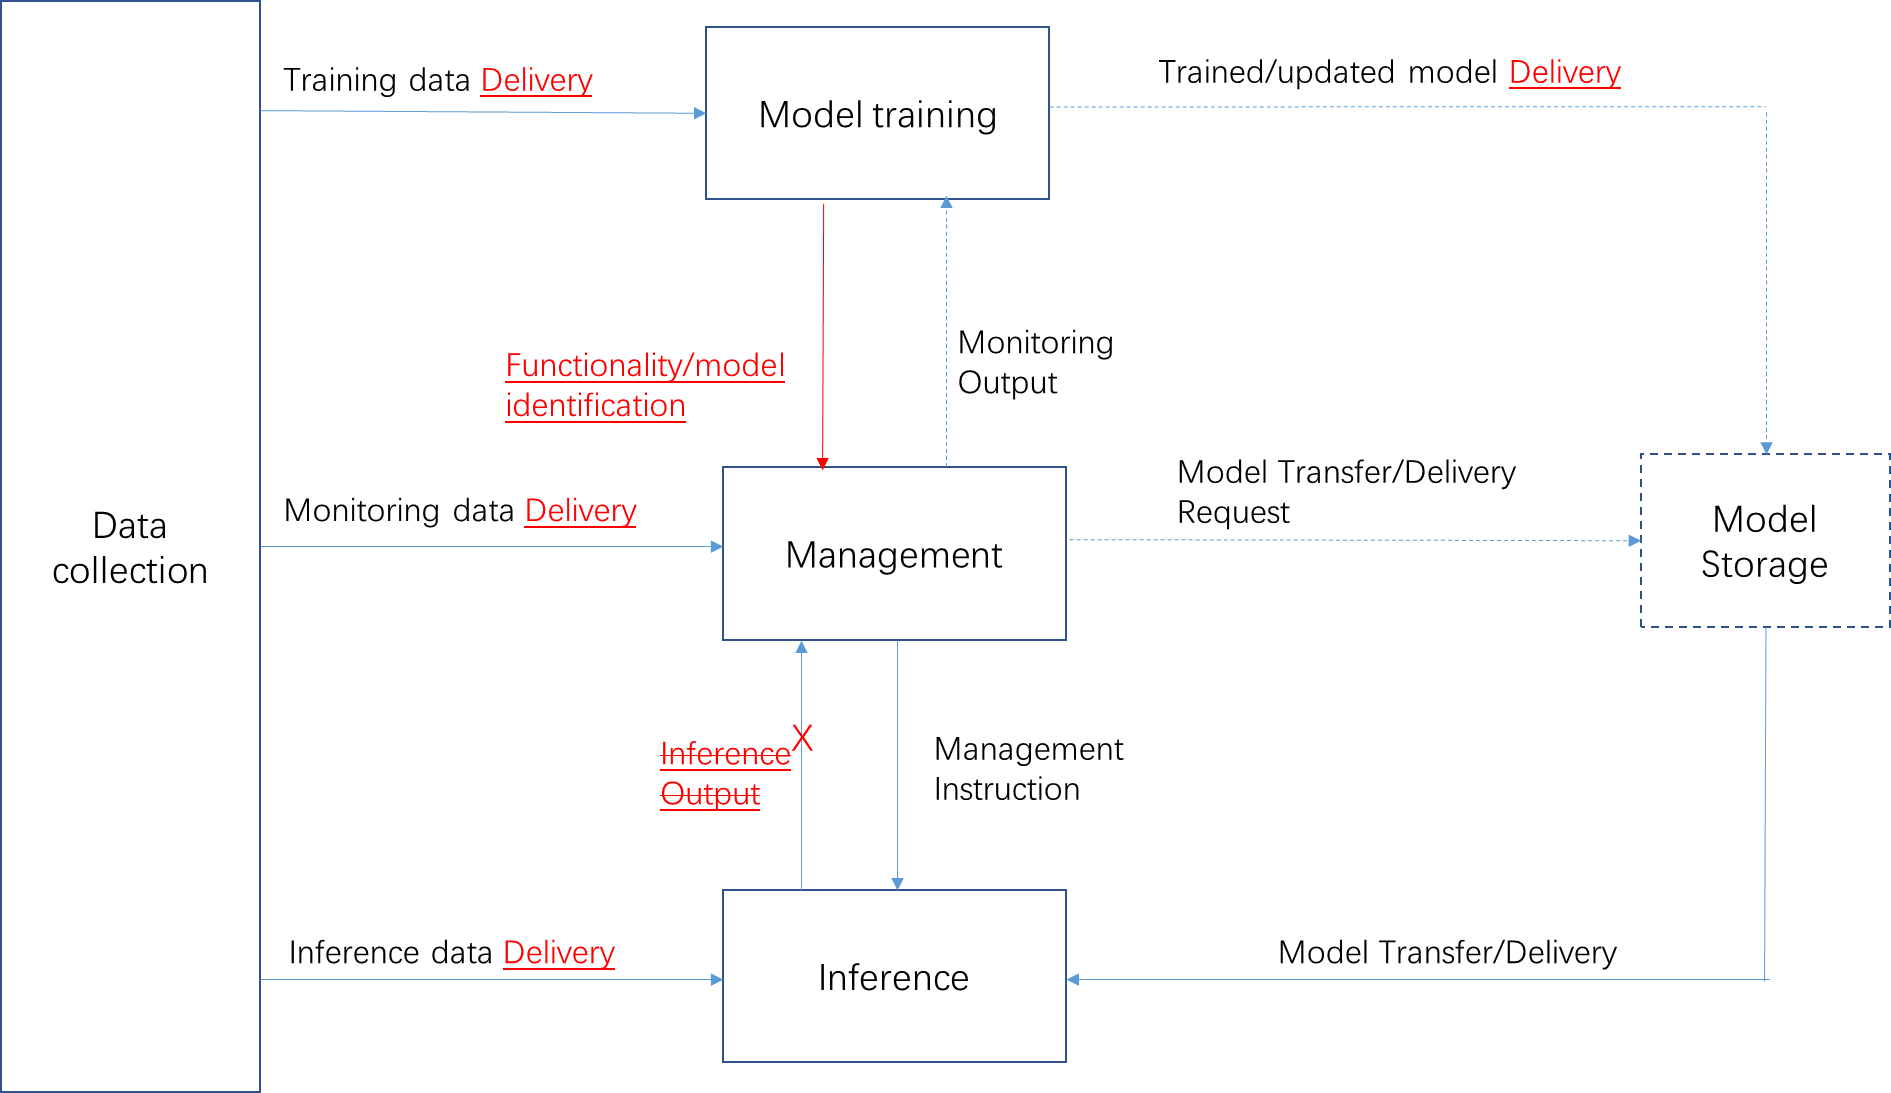 Training data Delivery
Model training
Trained/updated model Delivery
Functionality/model
identification
Monitoring
Output
Data
collection
Monitoring data Delivery
Management
Model Transfer/Delivery
Request
Model
Storage
Inference
Output
X
Management
Instruction
Inference data Delivery
Inference
Model Transfer/Delivery